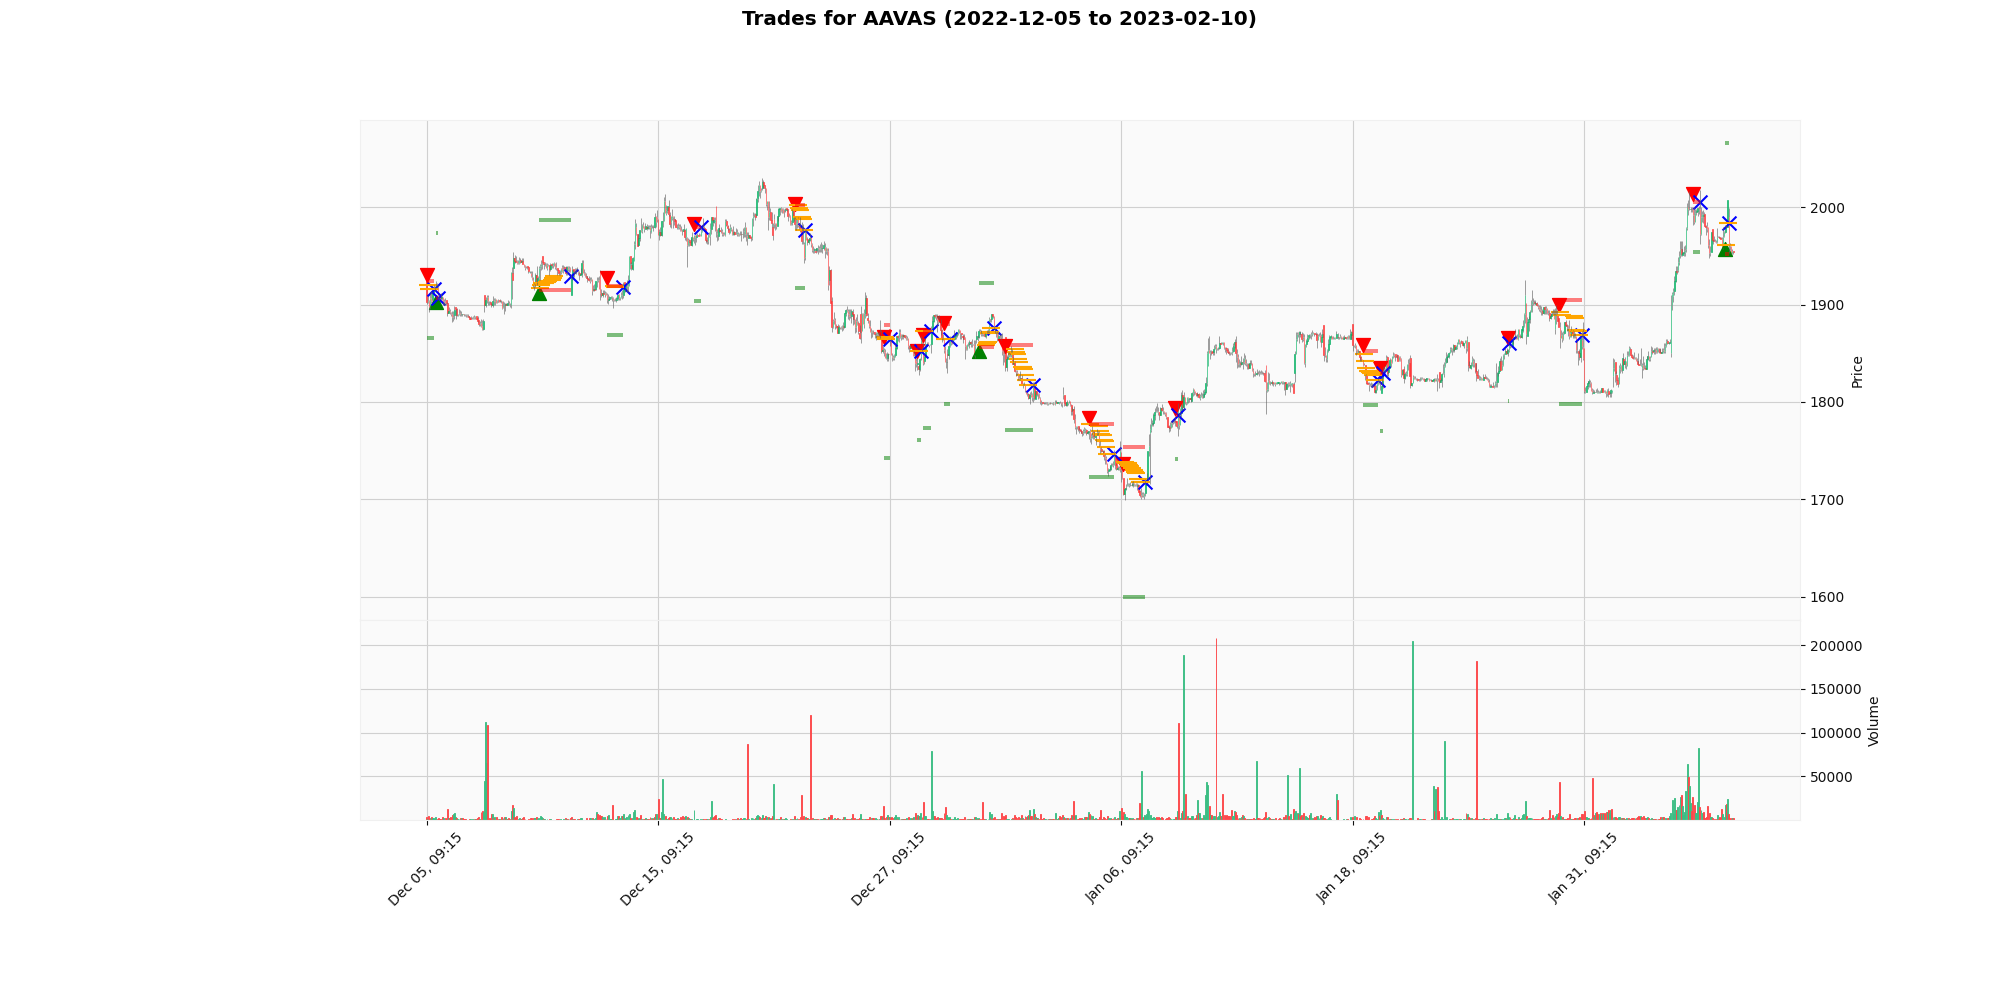 Trades for AAVAS (2022-12-05 to 2023-02-10)
2000
1900
1800
1700
1600
Price
200000
150000
100000
50000
Volume
Dec 05, 09:15
Dec 15, 09:15
Dec 27, 09:15
Jan 06, 09:15
Jan 18, 09:15
Jan 31, 09:15